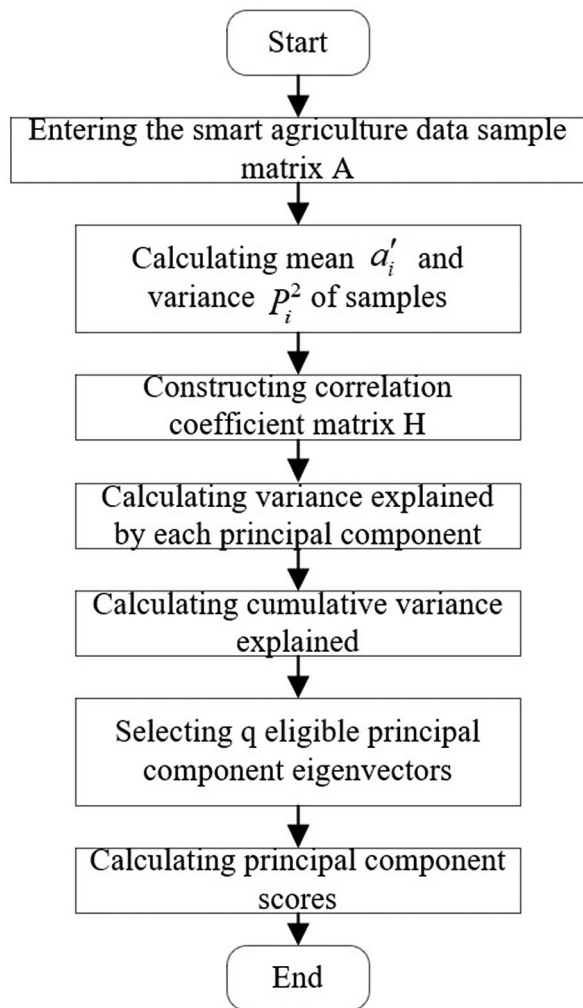 Start
Entering the smart agriculture data sample
matrix A
Calculating mean a′ᵢ and
variance Pᵢ² of samples
Constructing correlation
coefficient matrix H
Calculating variance explained
by each principal component
Calculating cumulative variance
explained
Selecting q eligible principal
component eigenvectors
Calculating principal component
scores
End